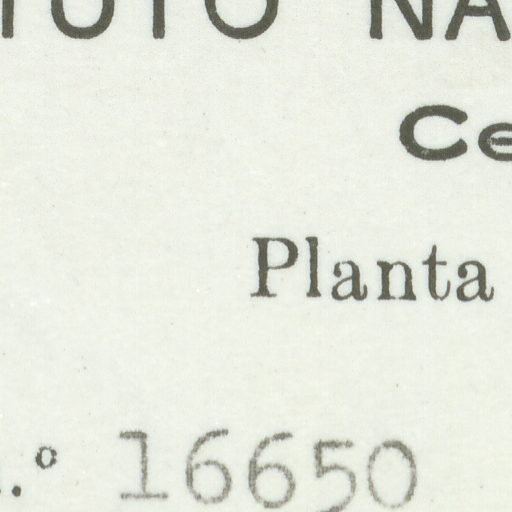 TUTO NA
Ce
Planta
.º 16650